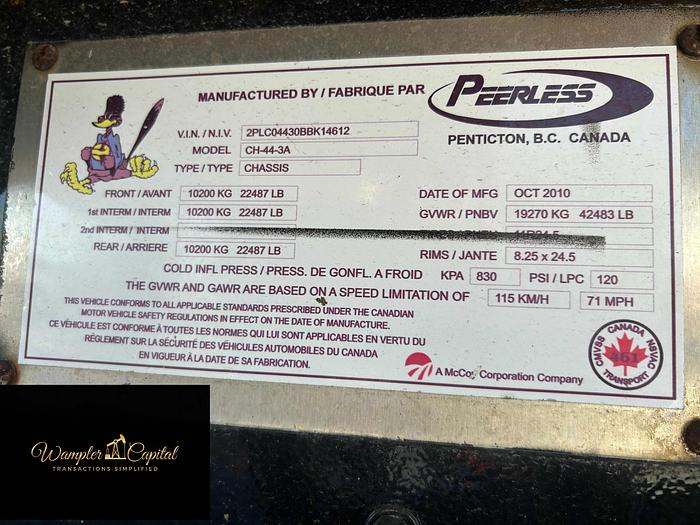 MANUFACTURED BY / FABRIQUE PAR
PEERLESS
PENTICTON, B.C. CANADA
V.I.N. / N.I.V. 2PLC04430BBK14612
MODEL CH-44-3A
TYPE / TYPE CHASSIS
FRONT / AVANT 10200 KG 22487 LB
1st INTERM / INTERM 10200 KG 22487 LB
2nd INTERM / INTERM
REAR / ARRIERE 10200 KG 22487 LB
DATE OF MFG OCT 2010
GVWR / PNBV 19270 KG 42483 LB
RIMS / JANTE 8.25 x 24.5
COLD INFL PRESS / PRESS. DE GONFL. A FROID KPA 830 PSI / LPC 120
THE GVWR AND GAWR ARE BASED ON A SPEED LIMITATION OF 115 KM/H 71 MPH
THIS VEHICLE CONFORMS TO ALL APPLICABLE STANDARDS PRESCRIBED UNDER THE CANADIAN
MOTOR VEHICLE SAFETY REGULATIONS IN EFFECT ON THE DATE OF MANUFACTURE.
CE VÉHICULE EST CONFORME À TOUTES LES NORMES QUI LUI SONT APPLICABLES EN VERTU DU
RÉGLEMENT SUR LA SÉCURITÉ DES VÉHICULES AUTOMOBILES DU CANADA
EN VIGUEUR À LA DATE DE SA FABRICATION.
A McCoy Corporation Company
CANADA
CMVSS 461 NSVAC
TRANSPORT
Wampler Capital
TRANSACTIONS SIMPLIFIED